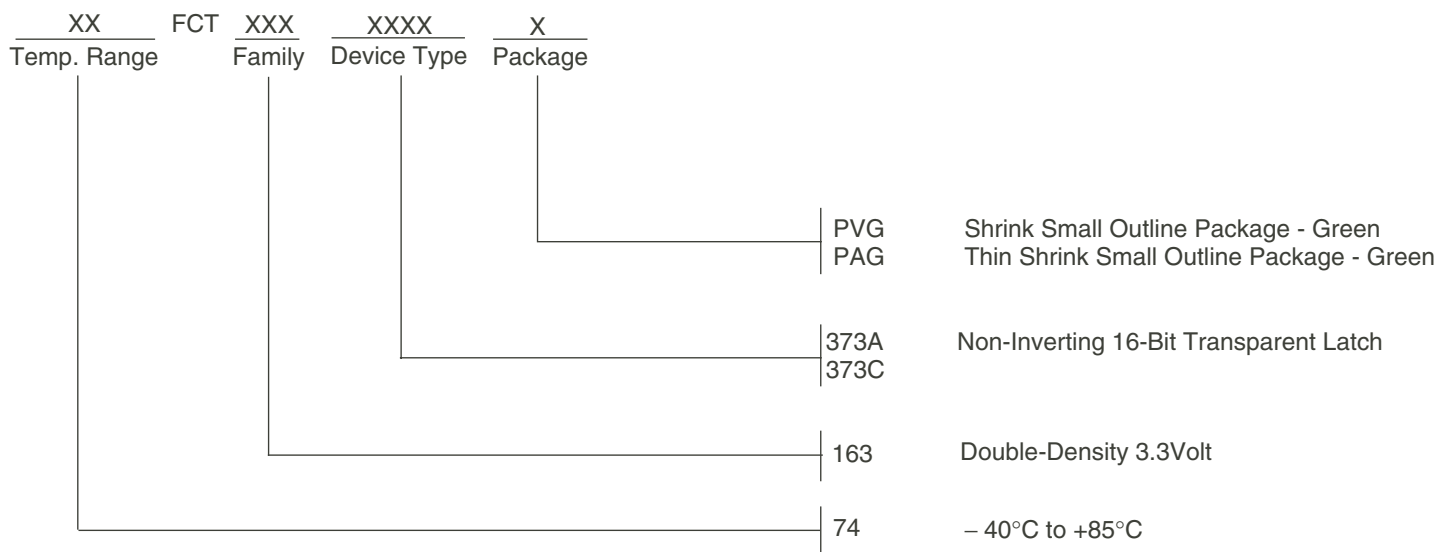 XX FCT XXX XXXX X
Temp. Range Family Device Type Package
PVG Shrink Small Outline Package - Green
PAG Thin Shrink Small Outline Package - Green
373A Non-Inverting 16-Bit Transparent Latch
373C
163 Double-Density 3.3Volt
74 – 40°C to +85°C